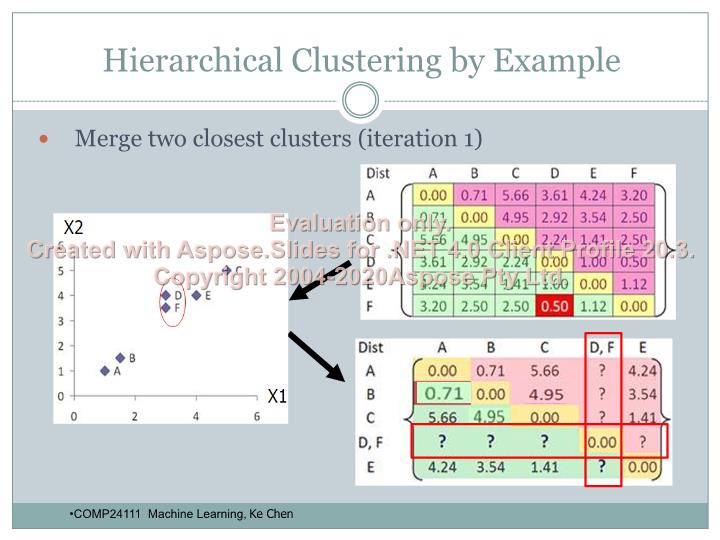 Hierarchical Clustering by Example
• Merge two closest clusters (iteration 1)
Dist A B C D E F
A 0.00 0.71 5.66 3.61 4.24 3.20
B 0.71 0.00 4.95 2.92 3.54 2.50
C 5.66 4.95 0.00 2.24 1.41 2.50
D 3.61 2.92 2.24 0.00 1.00 0.50
E 4.24 3.54 1.41 1.00 0.00 1.12
F 3.20 2.50 2.50 0.50 1.12 0.00
Evaluation only.
Created with Aspose.Slides for .NET 4.0 Client Profile 20.3.
Copyright 2004-2020Aspose Pty Ltd.
X2
6
5
4 D E
3 F
2
1 A B
0
0 2 4 6
X1
Dist A B C D, F E
A 0.00 0.71 5.66 ? 4.24
B 0.71 0.00 4.95 ? 3.54
C 5.66 4.95 0.00 ? 1.41
D, F ? ? ? 0.00 ?
E 4.24 3.54 1.41 ? 0.00
•COMP24111 Machine Learning, Ke Chen